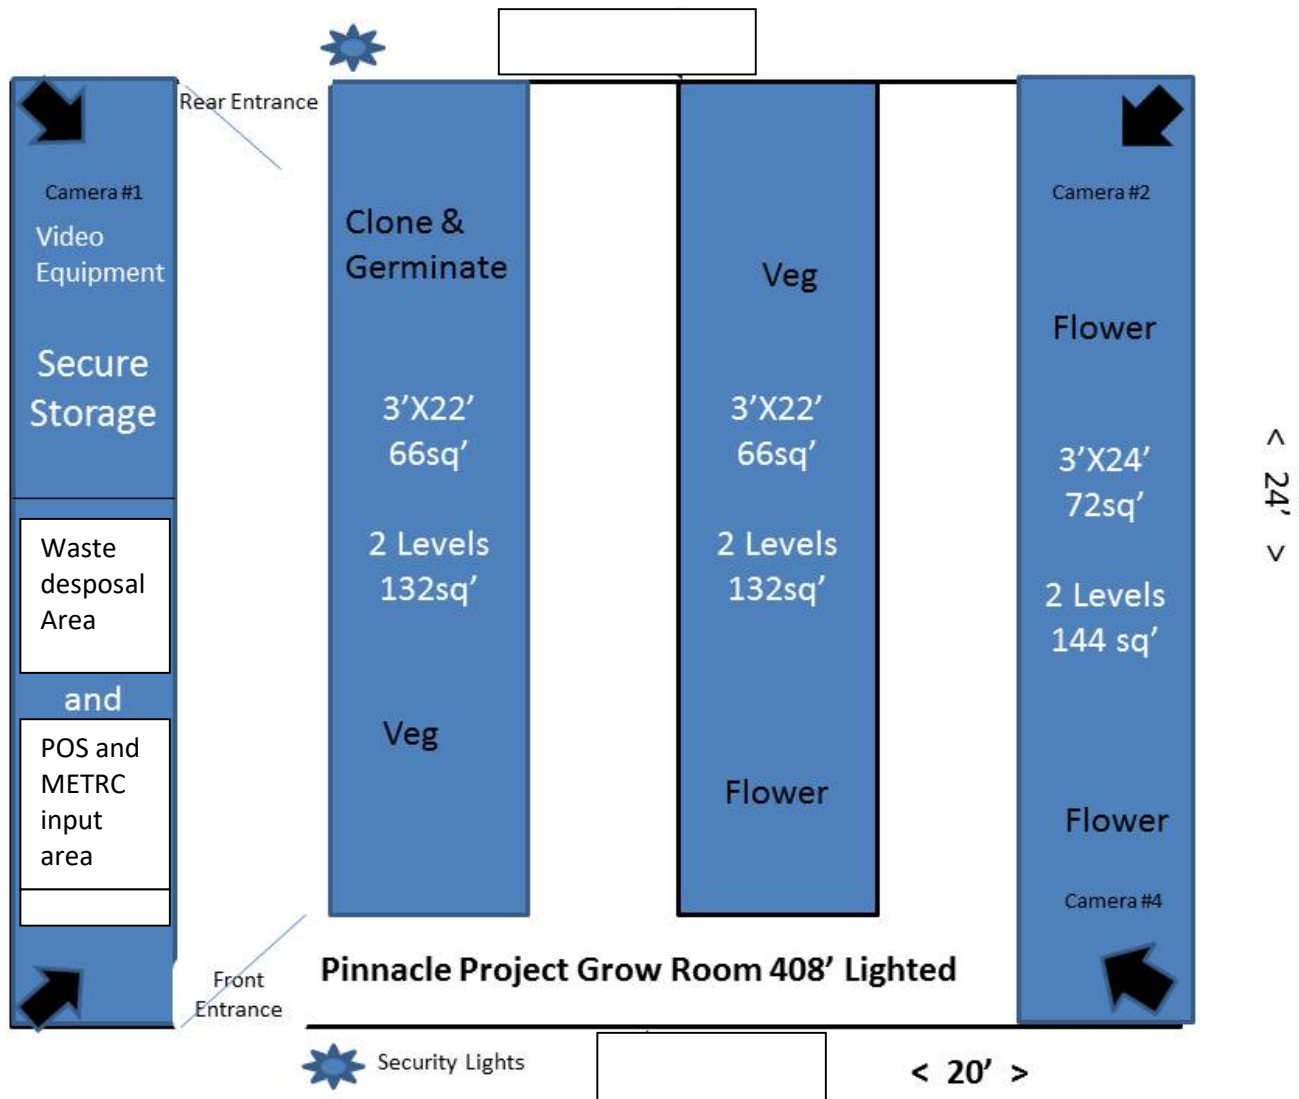 Rear Entrance
Camera #1
Video
Equipment
Secure
Storage
Waste
desposal
Area
and
POS and
METRC
input
area
Front
Entrance
Clone &
Germinate
3’X22’
66sq’
2 Levels
132sq’
Veg
Veg
3’X22’
66sq’
2 Levels
132sq’
Flower
Camera #2
Flower
3’X24’
72sq’
2 Levels
144 sq’
Flower
Camera #4
< 24’ >
Pinnacle Project Grow Room 408’ Lighted
Security Lights
< 20’ >